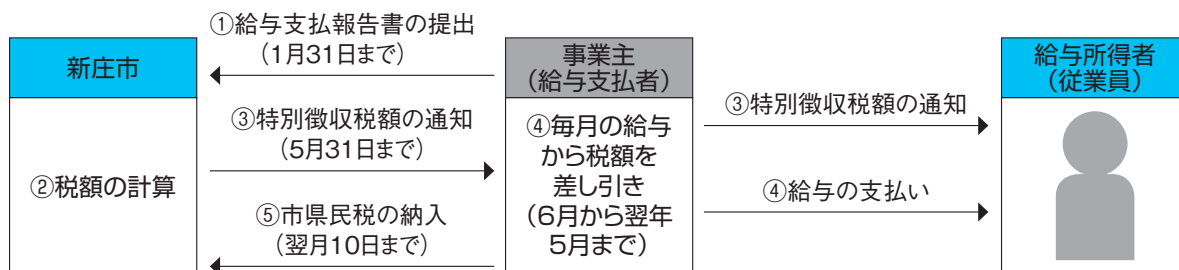 ①給与支払報告書の提出
(1月31日まで)
新庄市
事業主
(給与支払者)
給与所得者
(従業員)
③特別徴収税額の通知
(5月31日まで)
③特別徴収税額の通知
②税額の計算
④毎月の給与
から税額を
差し引き
(6月から翌年
5月まで)
④給与の支払い
⑤市県民税の納入
(翌月10日まで)